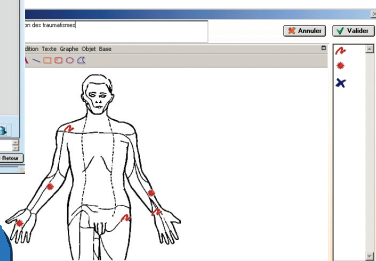 on des traumatismes
Annuler
Valider
dition Texte Graphe Objet Base
Retour